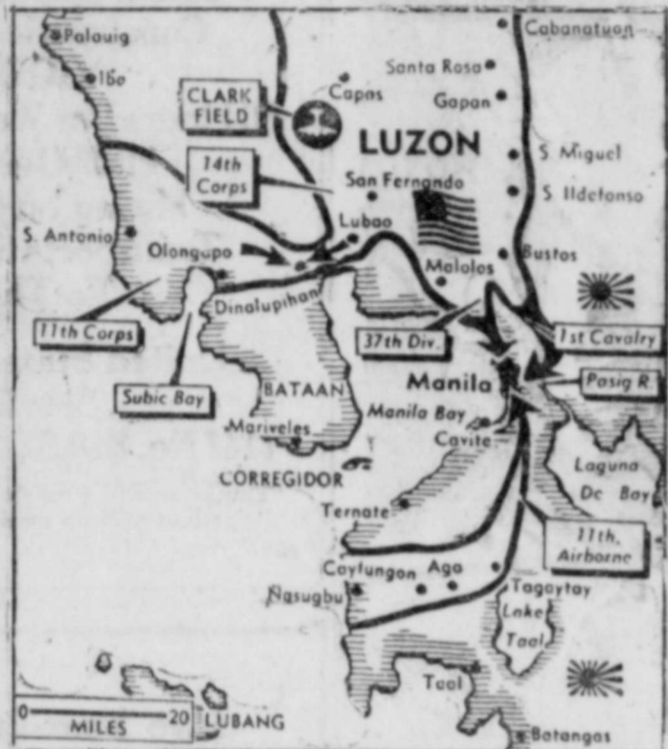 Palauig
Iba
Cabanatuan
Santa Rosa
Capas
CLARK
FIELD
Gapan
LUZON
S. Miguel
14th
Corps
San Fernando
S. Ildefonso
Lubao
S. Antonio
Olongupo
Malolos
Bustos
Dinalupihan
11th Corps
37th Div.
1st Cavalry
Subic Bay
BATAAN
Manila
Pasig R.
Manila Bay
Mariveles
Cavite
CORREGIDOR
Laguna
De Bay
Ternate
11th.
Airborne
Caytungon
Aga
Nasugbu
Tagaytay
Lake
Taal
Taal
0 20
MILES
LUBANG
Batangas